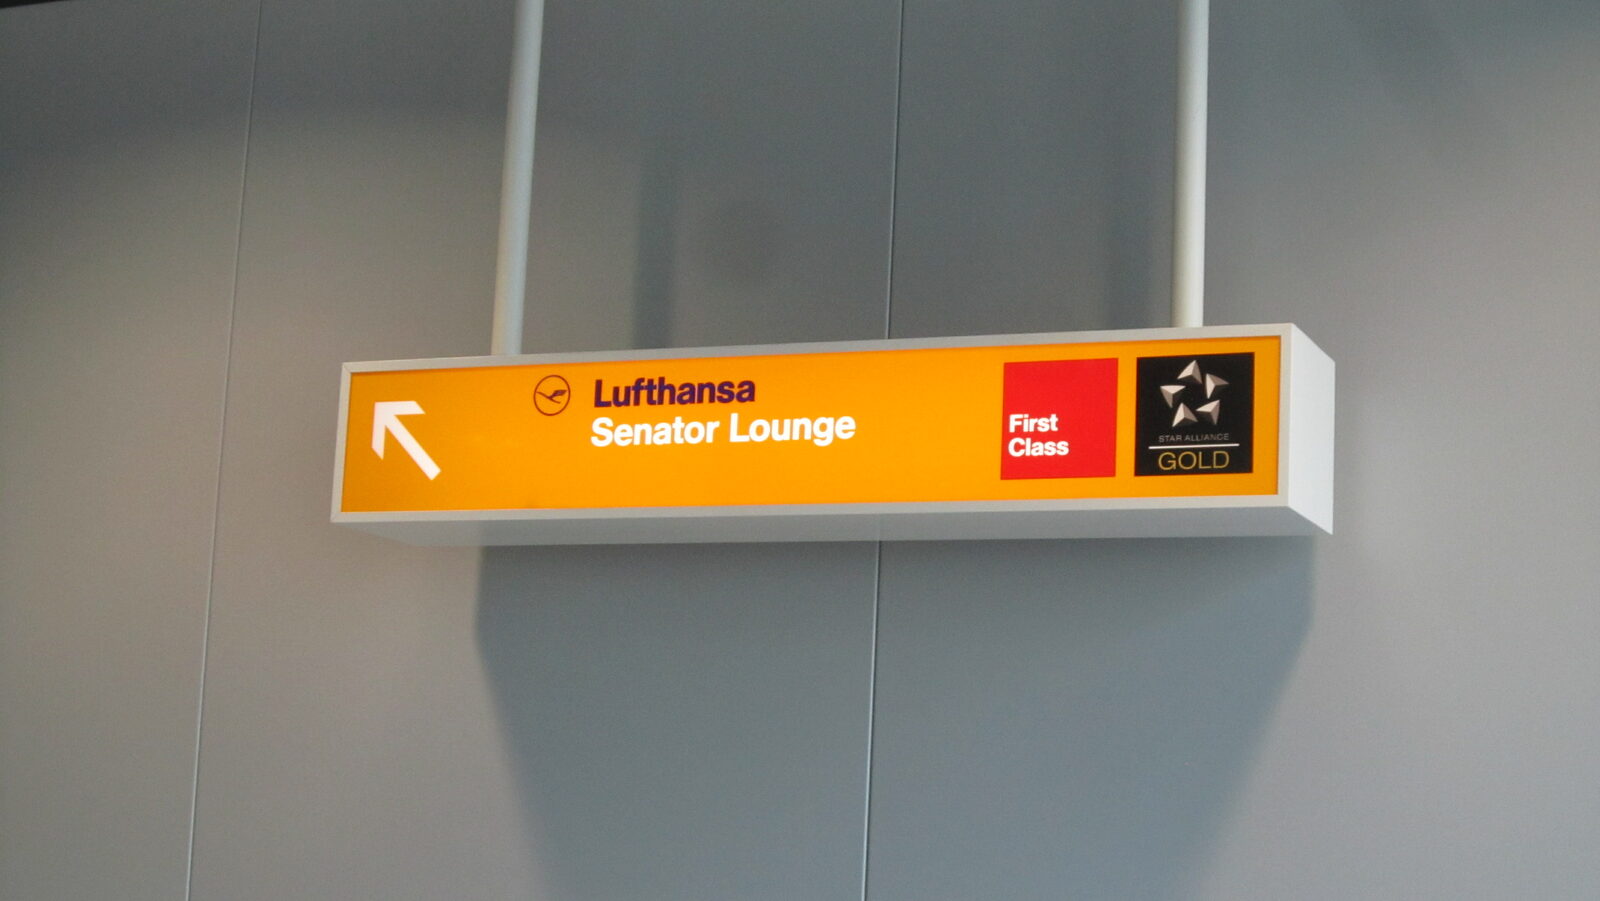 Lufthansa
Senator Lounge
First
Class
STAR ALLIANCE
GOLD